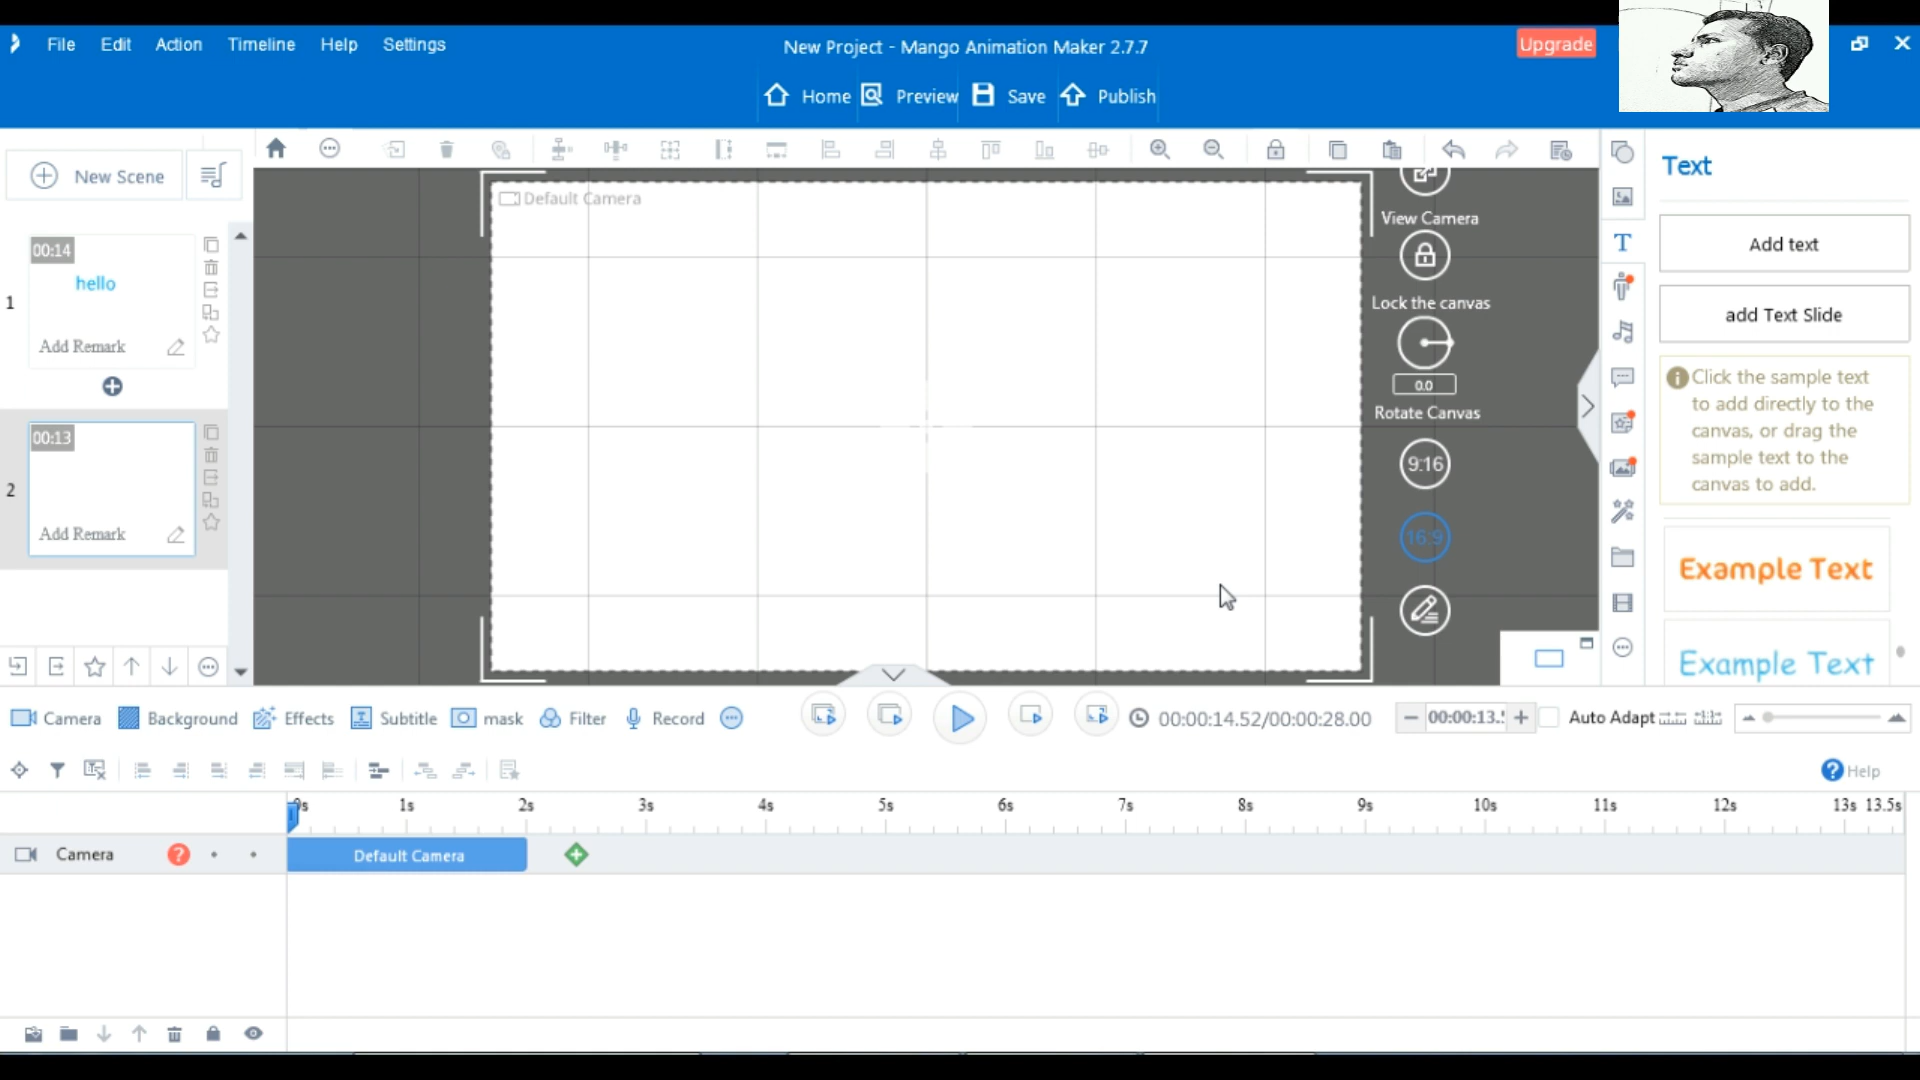 File Edit Action Timeline Help Settings
New Project - Mango Animation Maker 2.7.7
Upgrade
Home Preview Save Publish
New Scene
00:14
hello
1
Add Remark
00:13
2
Add Remark
Default Camera
View Camera
Lock the canvas
0.0
Rotate Canvas
9:16
16:9
Text
Add text
add Text Slide
Click the sample text
to add directly to the
canvas, or drag the
sample text to the
canvas to add.
Example Text
Example Text
Camera Background Effects Subtitle mask Filter Record
00:00:14.52/00:00:28.00
00:00:13.
Auto Adapt
Help
0s 1s 2s 3s 4s 5s 6s 7s 8s 9s 10s 11s 12s 13s 13.5s
Camera ? Default Camera